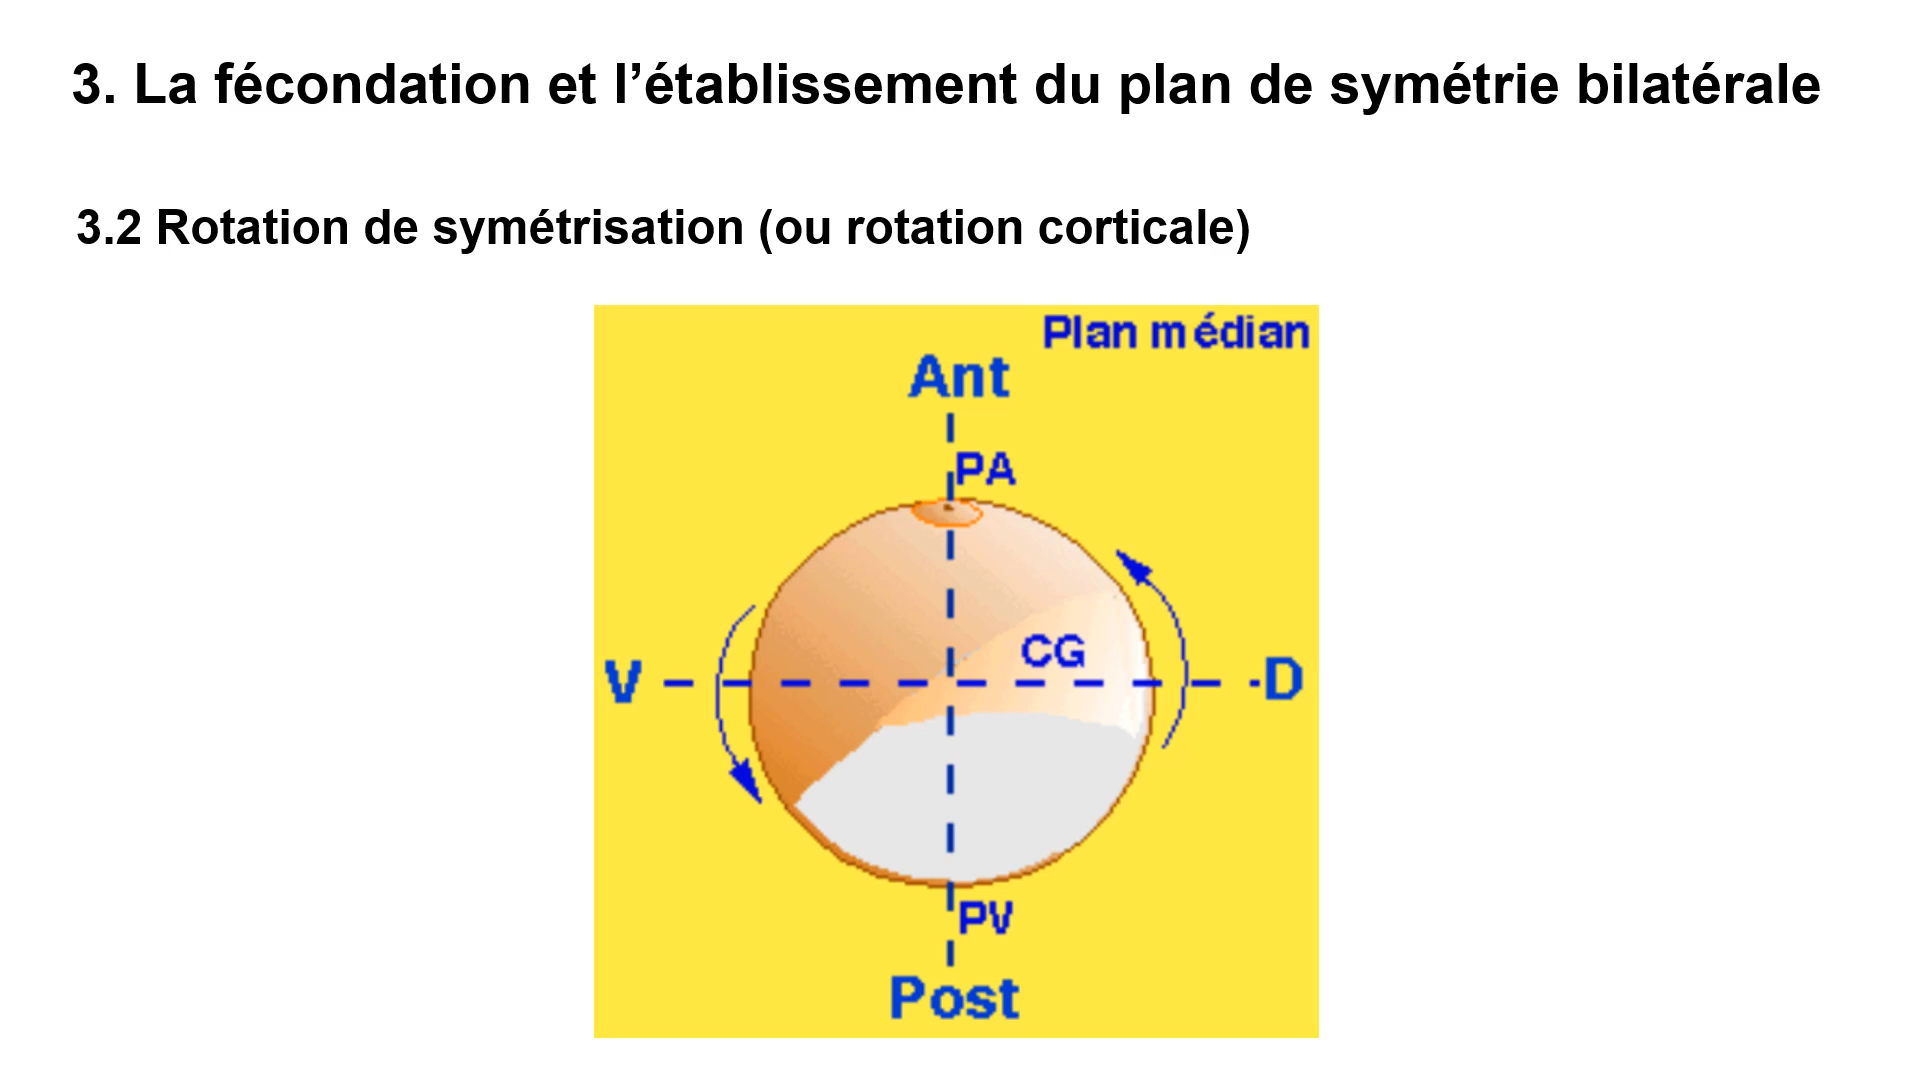 3. La fécondation et l’établissement du plan de symétrie bilatérale
3.2 Rotation de symétrisation (ou rotation corticale)
Plan médian
Ant
PA
CG
V
D
PV
Post